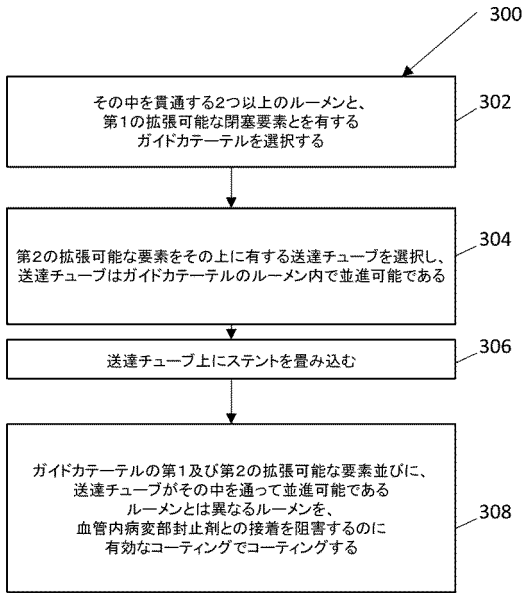 300
その中を貫通する2つ以上のルーメンと、
第1の拡張可能な閉塞要素とを有する
ガイドカテーテルを選択する
302
第2の拡張可能な要素をその上に有する送達チューブを選択し、
送達チューブはガイドカテーテルのルーメン内で並進可能である
304
送達チューブ上にステントを畳み込む
306
ガイドカテーテルの第1及び第2の拡張可能な要素並びに、
送達チューブがその中を通って並進可能である
ルーメンとは異なるルーメンを、
血管内病変部封止剤との接着を阻害するのに
有効なコーティングでコーティングする
308